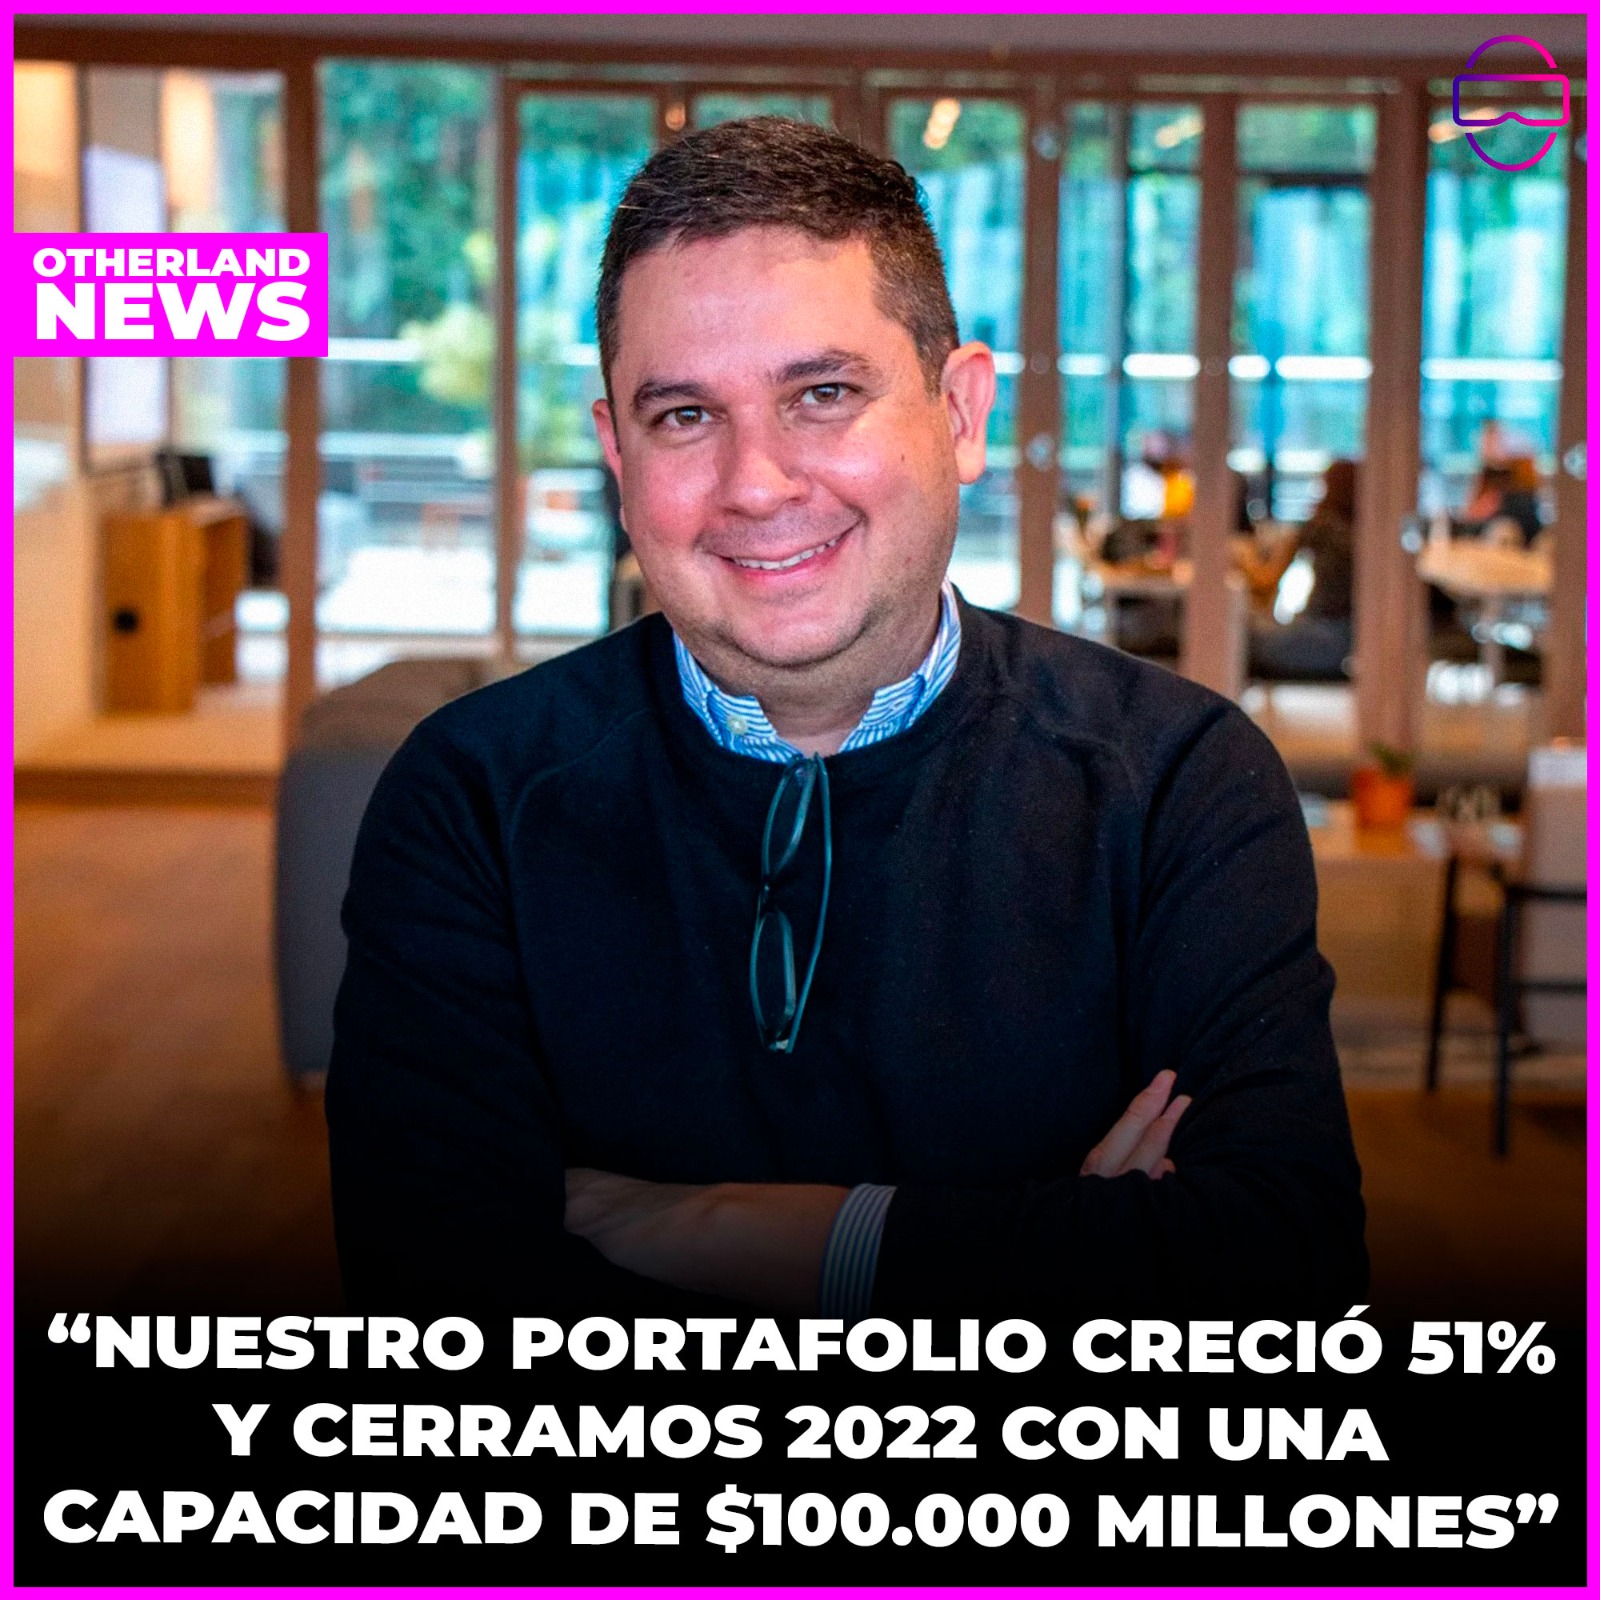 OTHERLAND
NEWS
“NUESTRO PORTAFOLIO CRECIÓ 51%
Y CERRAMOS 2022 CON UNA
CAPACIDAD DE $100.000 MILLONES”